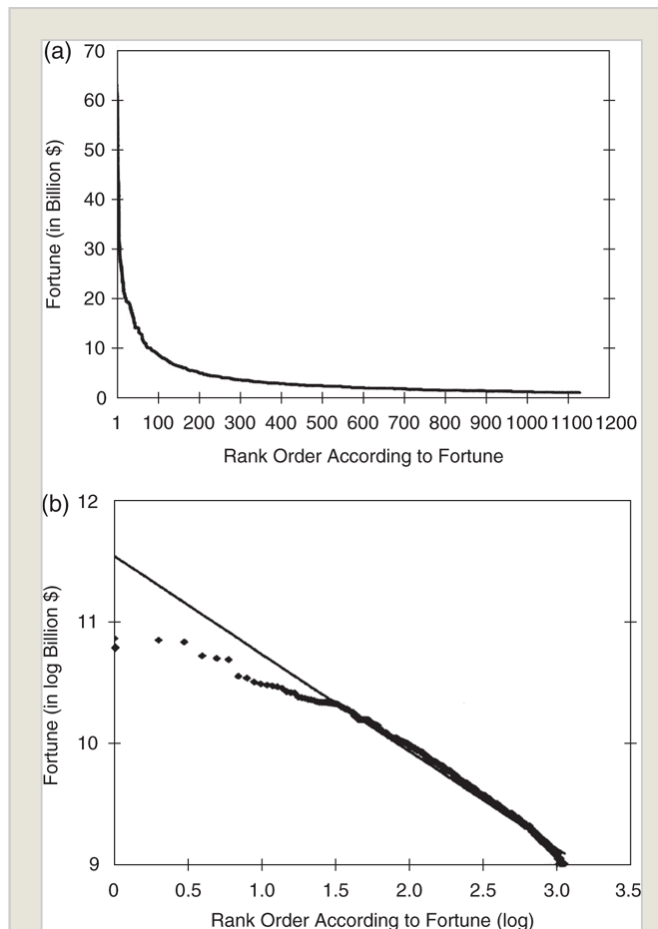 (a)
70
60
50
40
30
20
10
0
Fortune (in Billion $)
1 100 200 300 400 500 600 700 800 900 1000 1100 1200
Rank Order According to Fortune
(b)
12
11
10
9
Fortune (in log Billion $)
0 0.5 1.0 1.5 2.0 2.5 3.0 3.5
Rank Order According to Fortune (log)